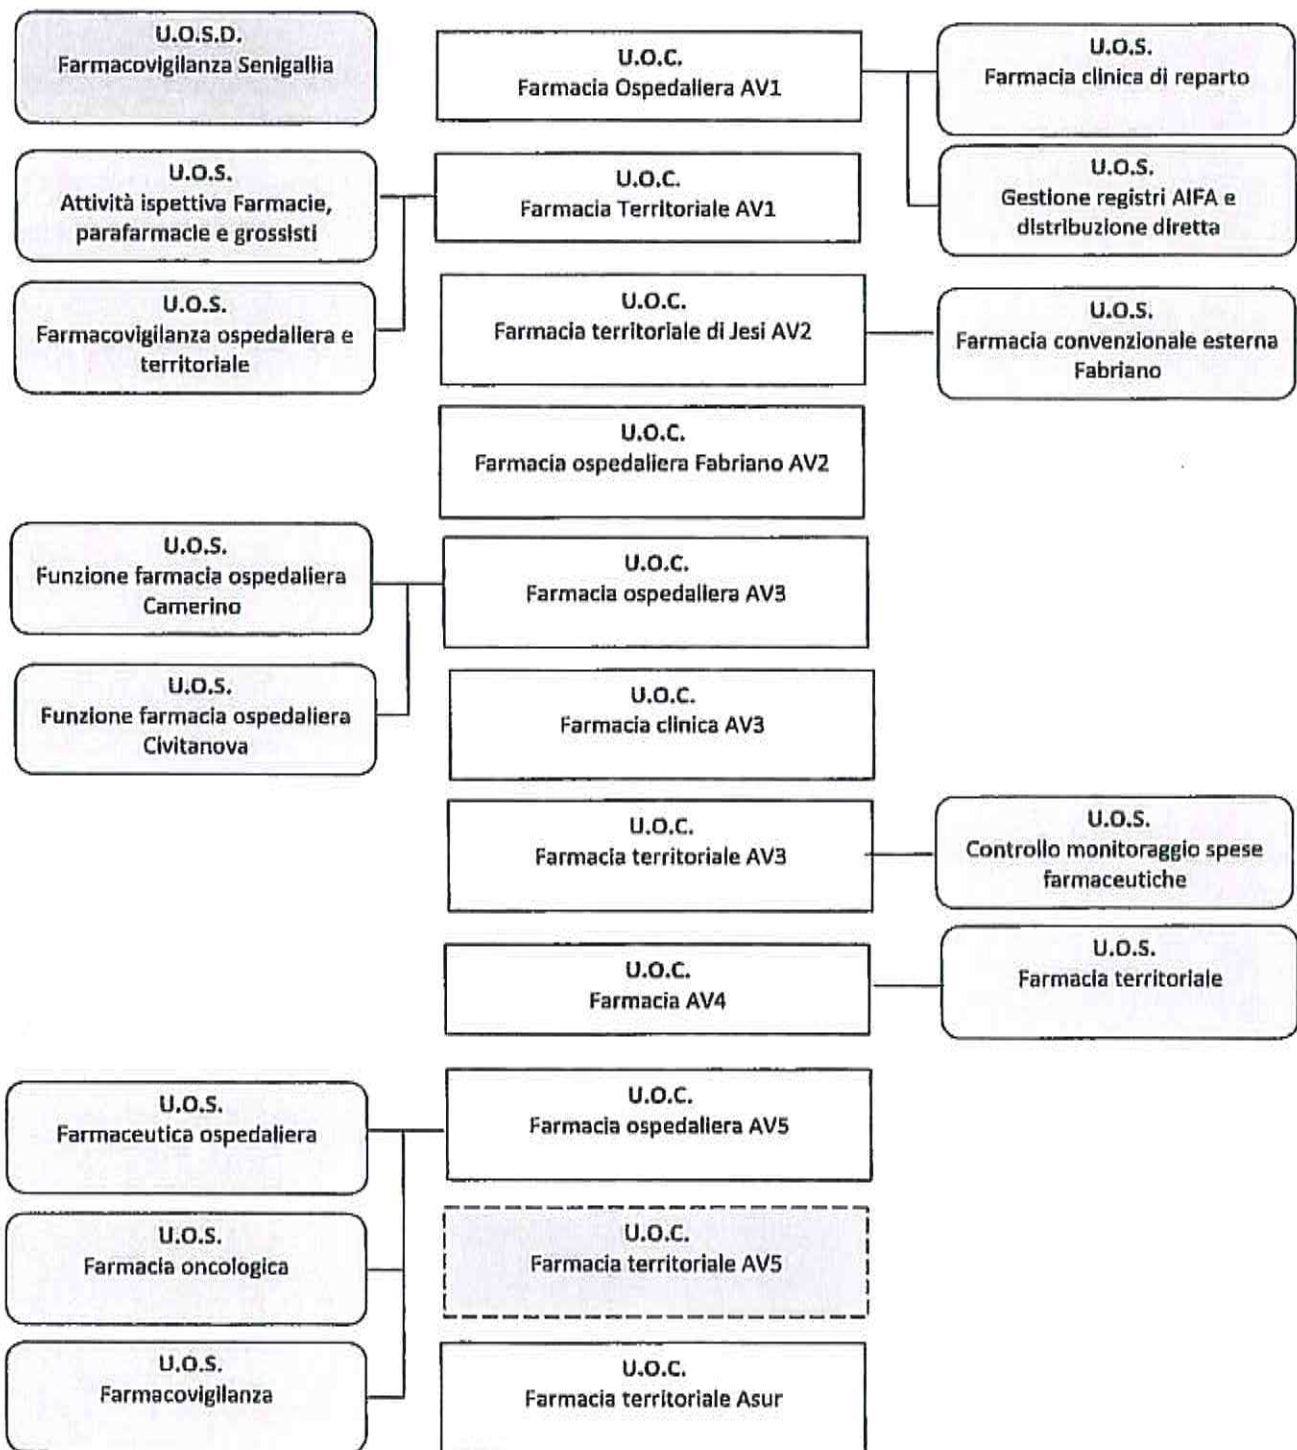 U.O.S.D.
Farmacovigilanza Senigallia
U.O.C.
Farmacia Ospedaliera AV1
U.O.S.
Farmacia clinica di reparto
U.O.S.
Attività ispettiva Farmacie,
parafarmacie e grossisti
U.O.C.
Farmacia Territoriale AV1
U.O.S.
Gestione registri AIFA e
distribuzione diretta
U.O.S.
Farmacovigilanza ospedaliera e
territoriale
U.O.C.
Farmacia territoriale di Jesi AV2
U.O.S.
Farmacia convenzionale esterna
Fabriano
U.O.C.
Farmacia ospedaliera Fabriano AV2
U.O.S.
Funzione farmacia ospedaliera
Camerino
U.O.C.
Farmacia ospedaliera AV3
U.O.S.
Funzione farmacia ospedaliera
Civitanova
U.O.C.
Farmacia clinica AV3
U.O.C.
Farmacia territoriale AV3
U.O.S.
Controllo monitoraggio spese
farmaceutiche
U.O.C.
Farmacia AV4
U.O.S.
Farmacia territoriale
U.O.S.
Farmaceutica ospedaliera
U.O.C.
Farmacia ospedaliera AV5
U.O.S.
Farmacia oncologica
U.O.C.
Farmacia territoriale AV5
U.O.S.
Farmacovigilanza
U.O.C.
Farmacia territoriale Asur